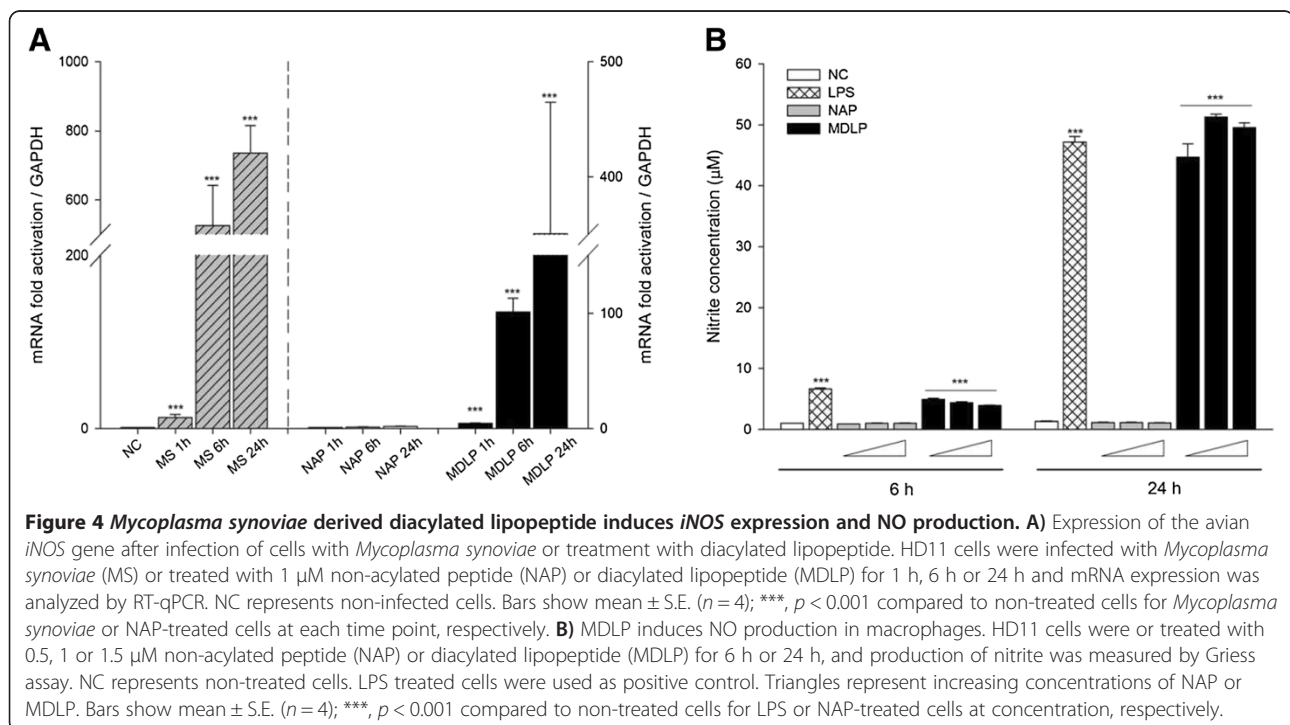 A
B
1000
800
600
200
0
mRNA fold activation / GAPDH
500
400
100
0
mRNA fold activation / GAPDH
***
***
***
***
***
***
NC
MS 1h
MS 6h
MS 24h
NAP 1h
NAP 6h
NAP 24h
MDLP 1h
MDLP 6h
MDLP 24h
60
50
40
30
20
10
0
Nitrite concentration (µM)
NC
LPS
NAP
MDLP
***
***
***
***
6 h
24 h
Figure 4 Mycoplasma synoviae derived diacylated lipopeptide induces iNOS expression and NO production. A) Expression of the avian
iNOS gene after infection of cells with Mycoplasma synoviae or treatment with diacylated lipopeptide. HD11 cells were infected with Mycoplasma
synoviae (MS) or treated with 1 µM non-acylated peptide (NAP) or diacylated lipopeptide (MDLP) for 1 h, 6 h or 24 h and mRNA expression was
analyzed by RT-qPCR. NC represents non-infected cells. Bars show mean ± S.E. (n = 4); ***, p < 0.001 compared to non-treated cells for Mycoplasma
synoviae or NAP-treated cells at each time point, respectively. B) MDLP induces NO production in macrophages. HD11 cells were or treated with
0.5, 1 or 1.5 µM non-acylated peptide (NAP) or diacylated lipopeptide (MDLP) for 6 h or 24 h, and production of nitrite was measured by Griess
assay. NC represents non-treated cells. LPS treated cells were used as positive control. Triangles represent increasing concentrations of NAP or
MDLP. Bars show mean ± S.E. (n = 4); ***, p < 0.001 compared to non-treated cells for LPS or NAP-treated cells at concentration, respectively.